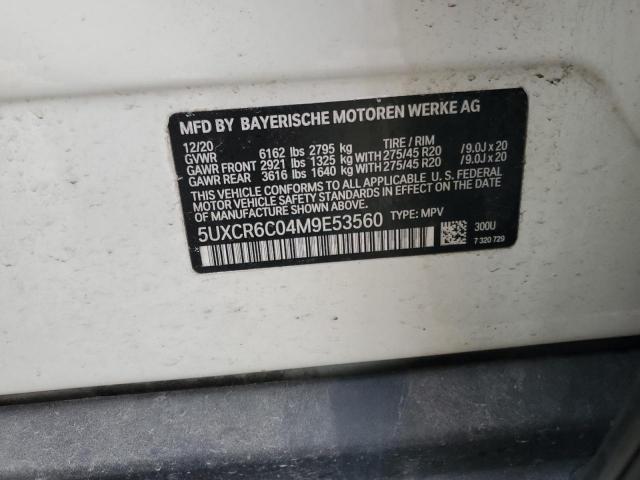 MFD BY BAYERISCHE MOTOREN WERKE AG
12/20 TIRE / RIM
GVWR 6162 lbs 2795 kg
GAWR FRONT 2921 lbs 1325 kg WITH 275/45 R20 /9.0J x 20
GAWR REAR 3616 lbs 1640 kg WITH 275/45 R20 /9.0J x 20
THIS VEHICLE CONFORMS TO ALL APPLICABLE U.S. FEDERAL
MOTOR VEHICLE SAFETY STANDARDS IN EFFECT ON THE DATE OF
MANUFACTURE SHOWN ABOVE.
5UXCR6C04M9E53560 TYPE: MPV
300U
7 320 729